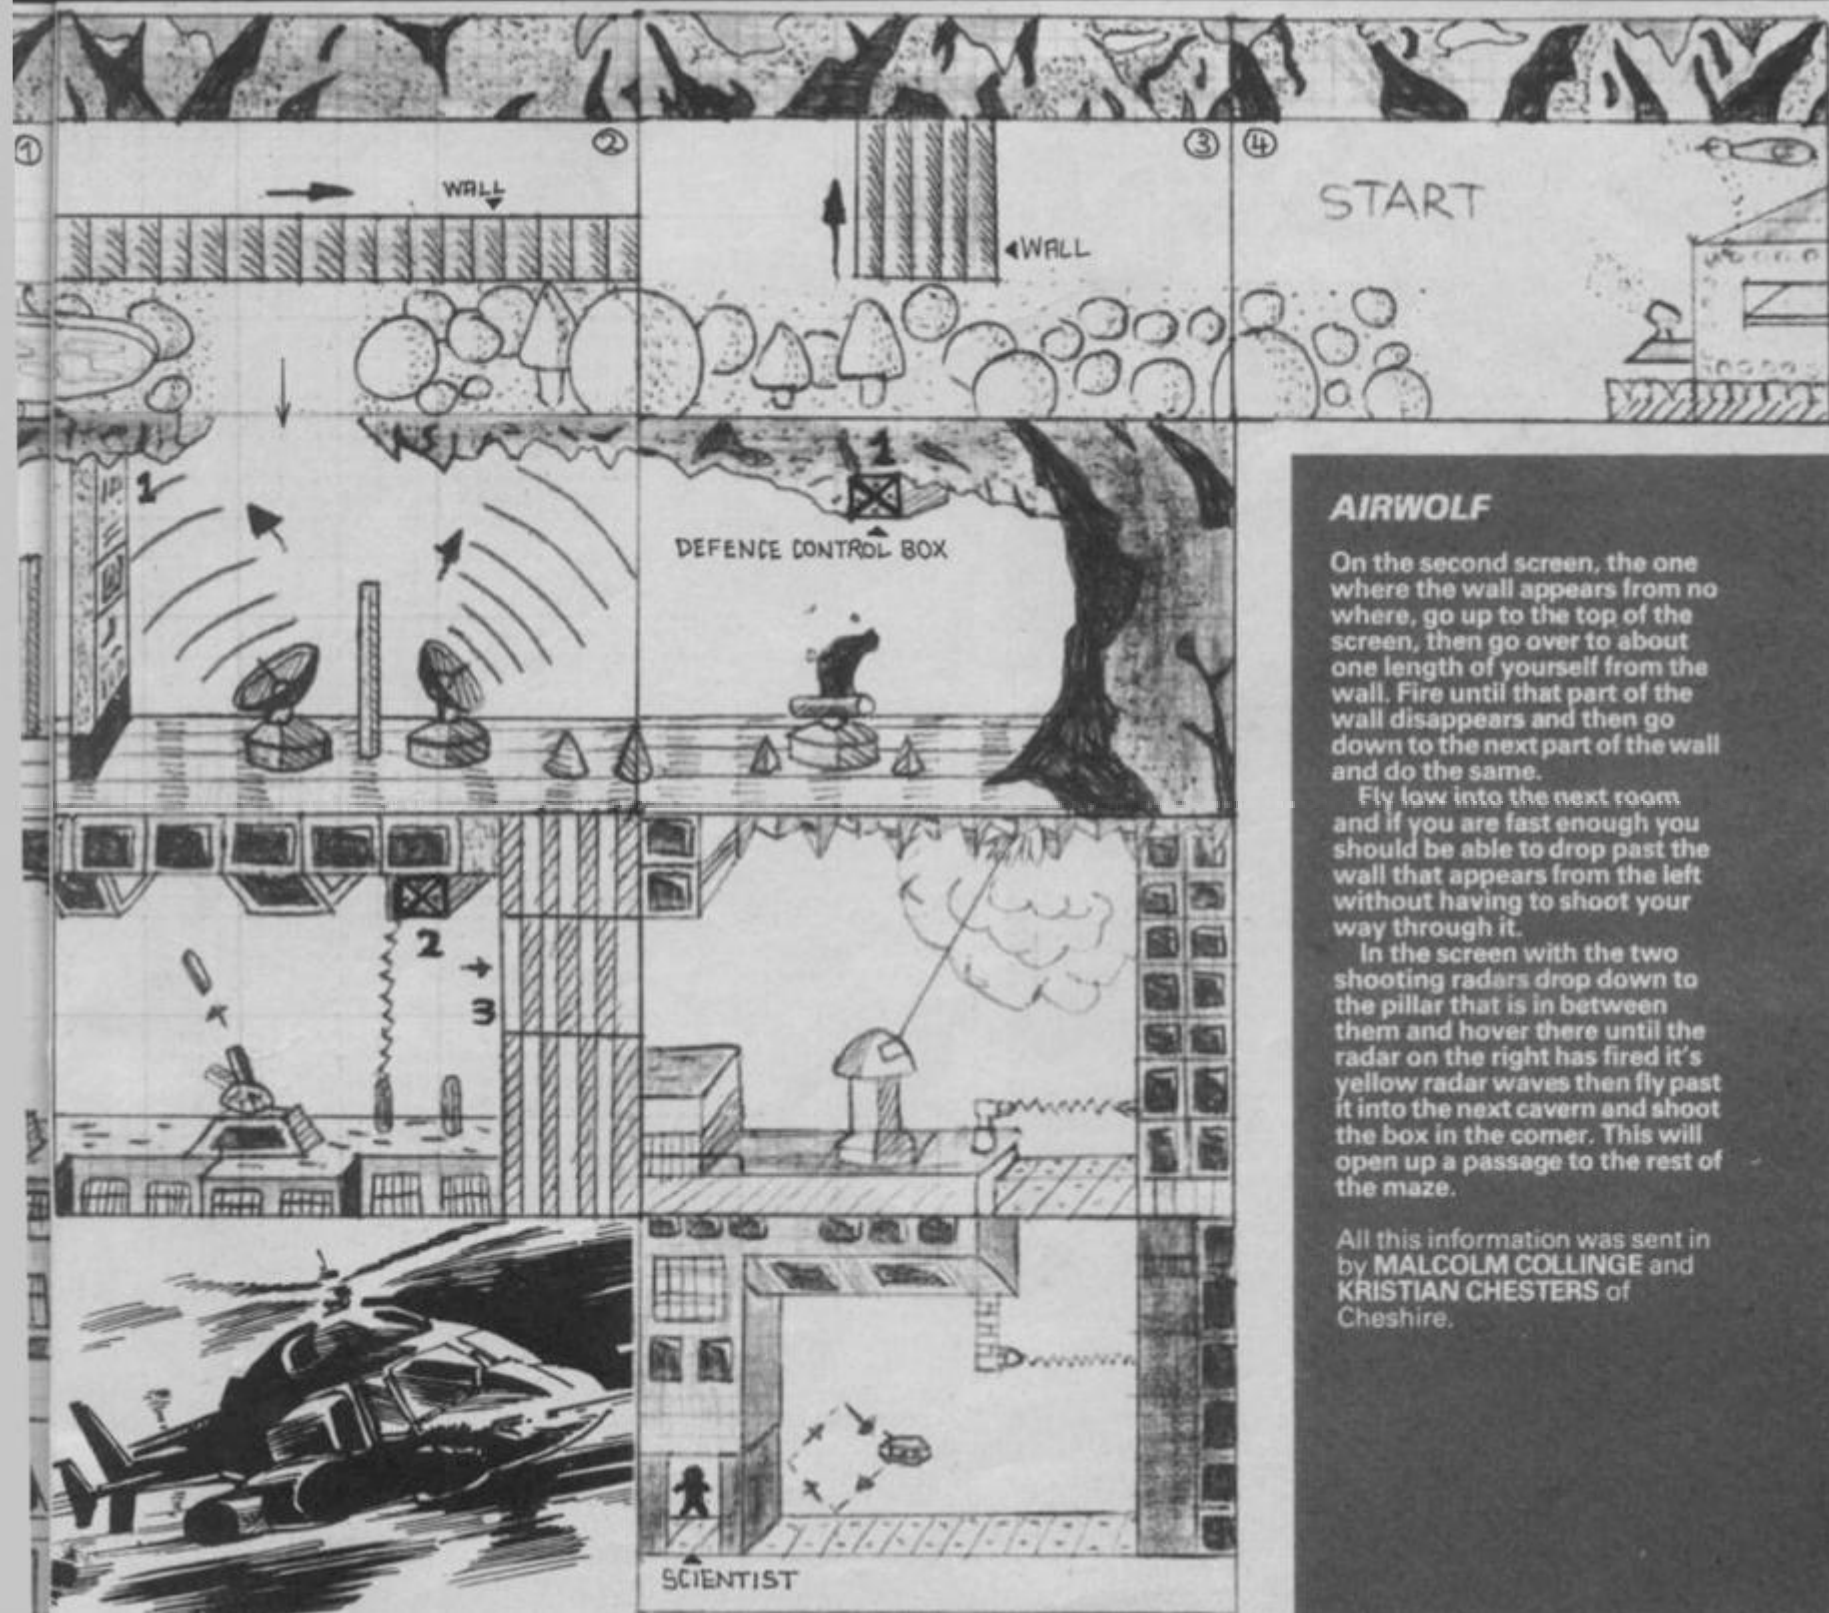 1
2
3
4
WALL
WALL
START
1
1
DEFENCE CONTROL BOX
2
3
SCIENTIST
AIRWOLF
On the second screen, the one
where the wall appears from no
where, go up to the top of the
screen, then go over to about
one length of yourself from the
wall. Fire until that part of the
wall disappears and then go
down to the next part of the wall
and do the same.
Fly low into the next room
and if you are fast enough you
should be able to drop past the
wall that appears from the left
without having to shoot your
way through it.
In the screen with the two
shooting radars drop down to
the pillar that is in between
them and hover there until the
radar on the right has fired it's
yellow radar waves then fly past
it into the next cavern and shoot
the box in the corner. This will
open up a passage to the rest of
the maze.
All this information was sent in
by MALCOLM COLLINGE and
KRISTIAN CHESTERS of
Cheshire.